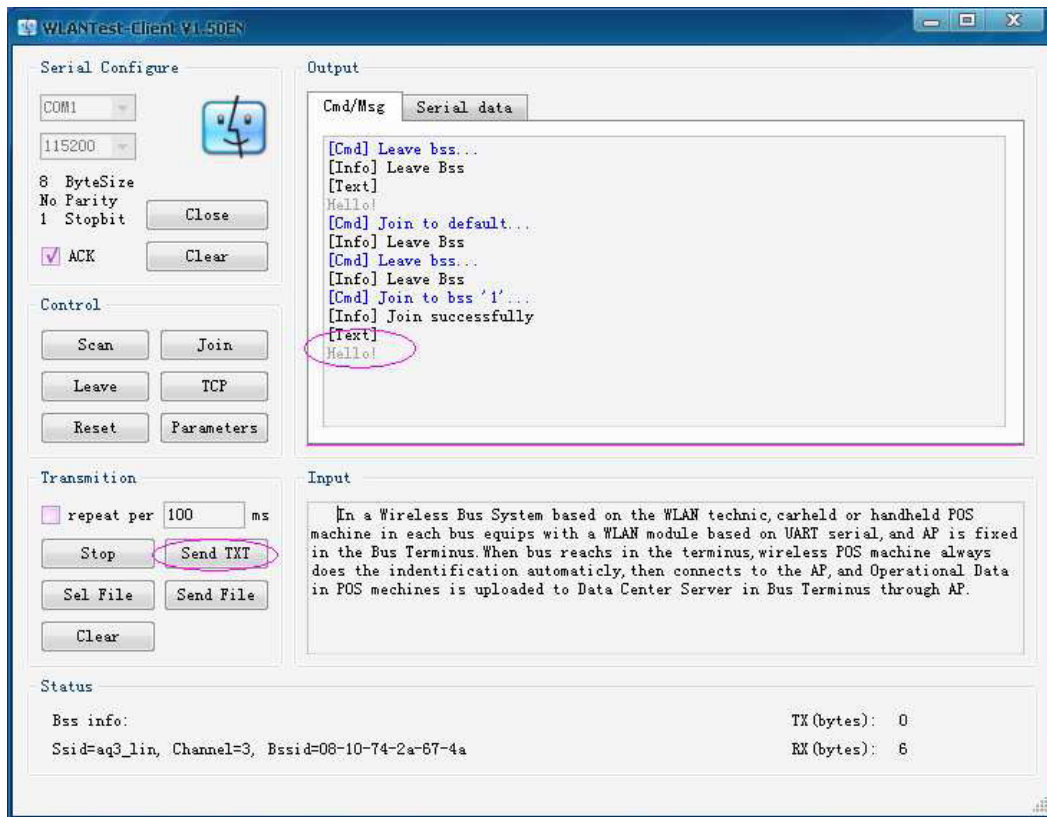 WLANTest-Client V1.50EN
Serial Configure
COM1
115200
8 ByteSize
No Parity
1 Stopbit
Close
ACK
Clear
Control
Scan
Join
Leave
TCP
Reset
Parameters
Transmition
repeat per 100 ms
Stop
Send TXT
Sel File
Send File
Clear
Output
Cmd/Msg
Serial data
[Cmd] Leave bss...
[Info] Leave Bss
[Text]
Hello!
[Cmd] Join to default...
[Info] Leave Bss
[Cmd] Leave bss...
[Info] Leave Bss
[Cmd] Join to bss '1'...
[Info] Join successfully
[Text]
Hello!
Input
In a Wireless Bus System based on the WLAN technic, carheld or handheld POS
machine in each bus equips with a WLAN module based on UART serial, and AP is fixed
in the Bus Terminus. When bus reachs in the terminus, wireless POS machine always
does the indentification automaticly, then connects to the AP, and Operational Data
in POS mechines is uploaded to Data Center Server in Bus Terminus through AP.
Status
Bss info:
Ssid=aq3_lin, Channel=3, Bssid=08-10-74-2a-67-4a
TX(bytes): 0
RX(bytes): 6